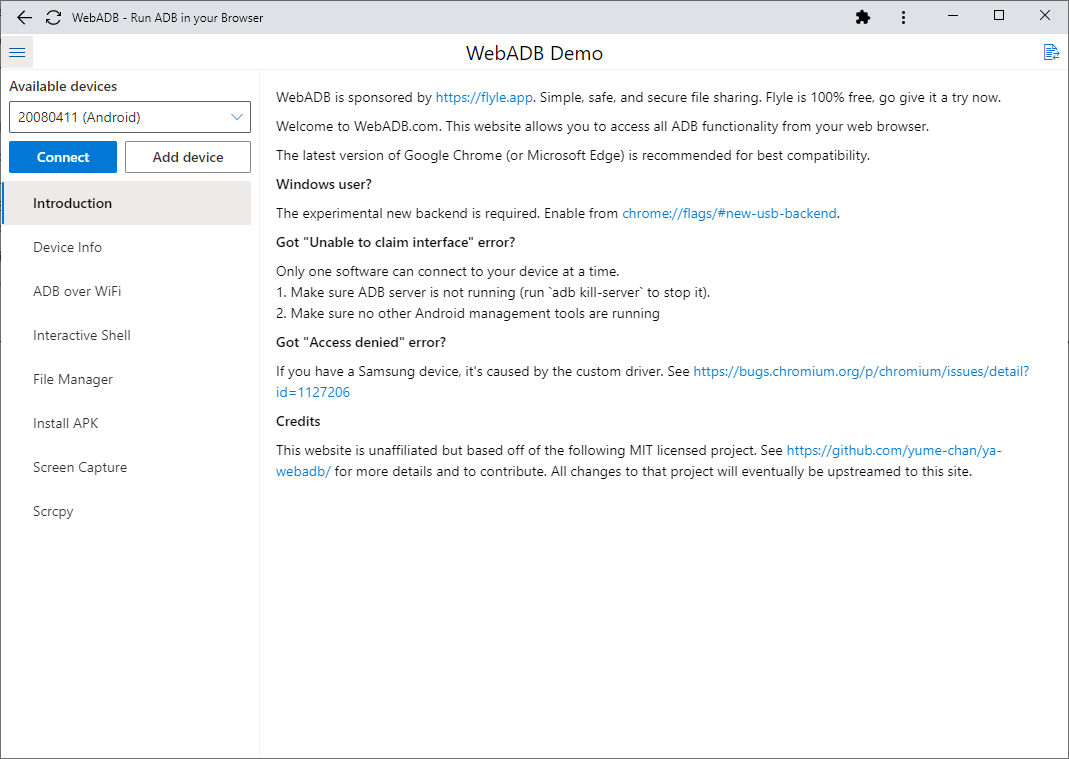 WebADB - Run ADB in your Browser
WebADB Demo
Available devices
20080411 (Android)
Connect
Add device
Introduction
Device Info
ADB over WiFi
Interactive Shell
File Manager
Install APK
Screen Capture
Scrcpy
WebADB is sponsored by https://flyle.app. Simple, safe, and secure file sharing. Flyle is 100% free, go give it a try now.
Welcome to WebADB.com. This website allows you to access all ADB functionality from your web browser.
The latest version of Google Chrome (or Microsoft Edge) is recommended for best compatibility.
Windows user?
The experimental new backend is required. Enable from chrome://flags/#new-usb-backend.
Got "Unable to claim interface" error?
Only one software can connect to your device at a time.
1. Make sure ADB server is not running (run `adb kill-server` to stop it).
2. Make sure no other Android management tools are running
Got "Access denied" error?
If you have a Samsung device, it's caused by the custom driver. See https://bugs.chromium.org/p/chromium/issues/detail?
id=1127206
Credits
This website is unaffiliated but based off of the following MIT licensed project. See https://github.com/yume-chan/ya-
webadb/ for more details and to contribute. All changes to that project will eventually be upstreamed to this site.